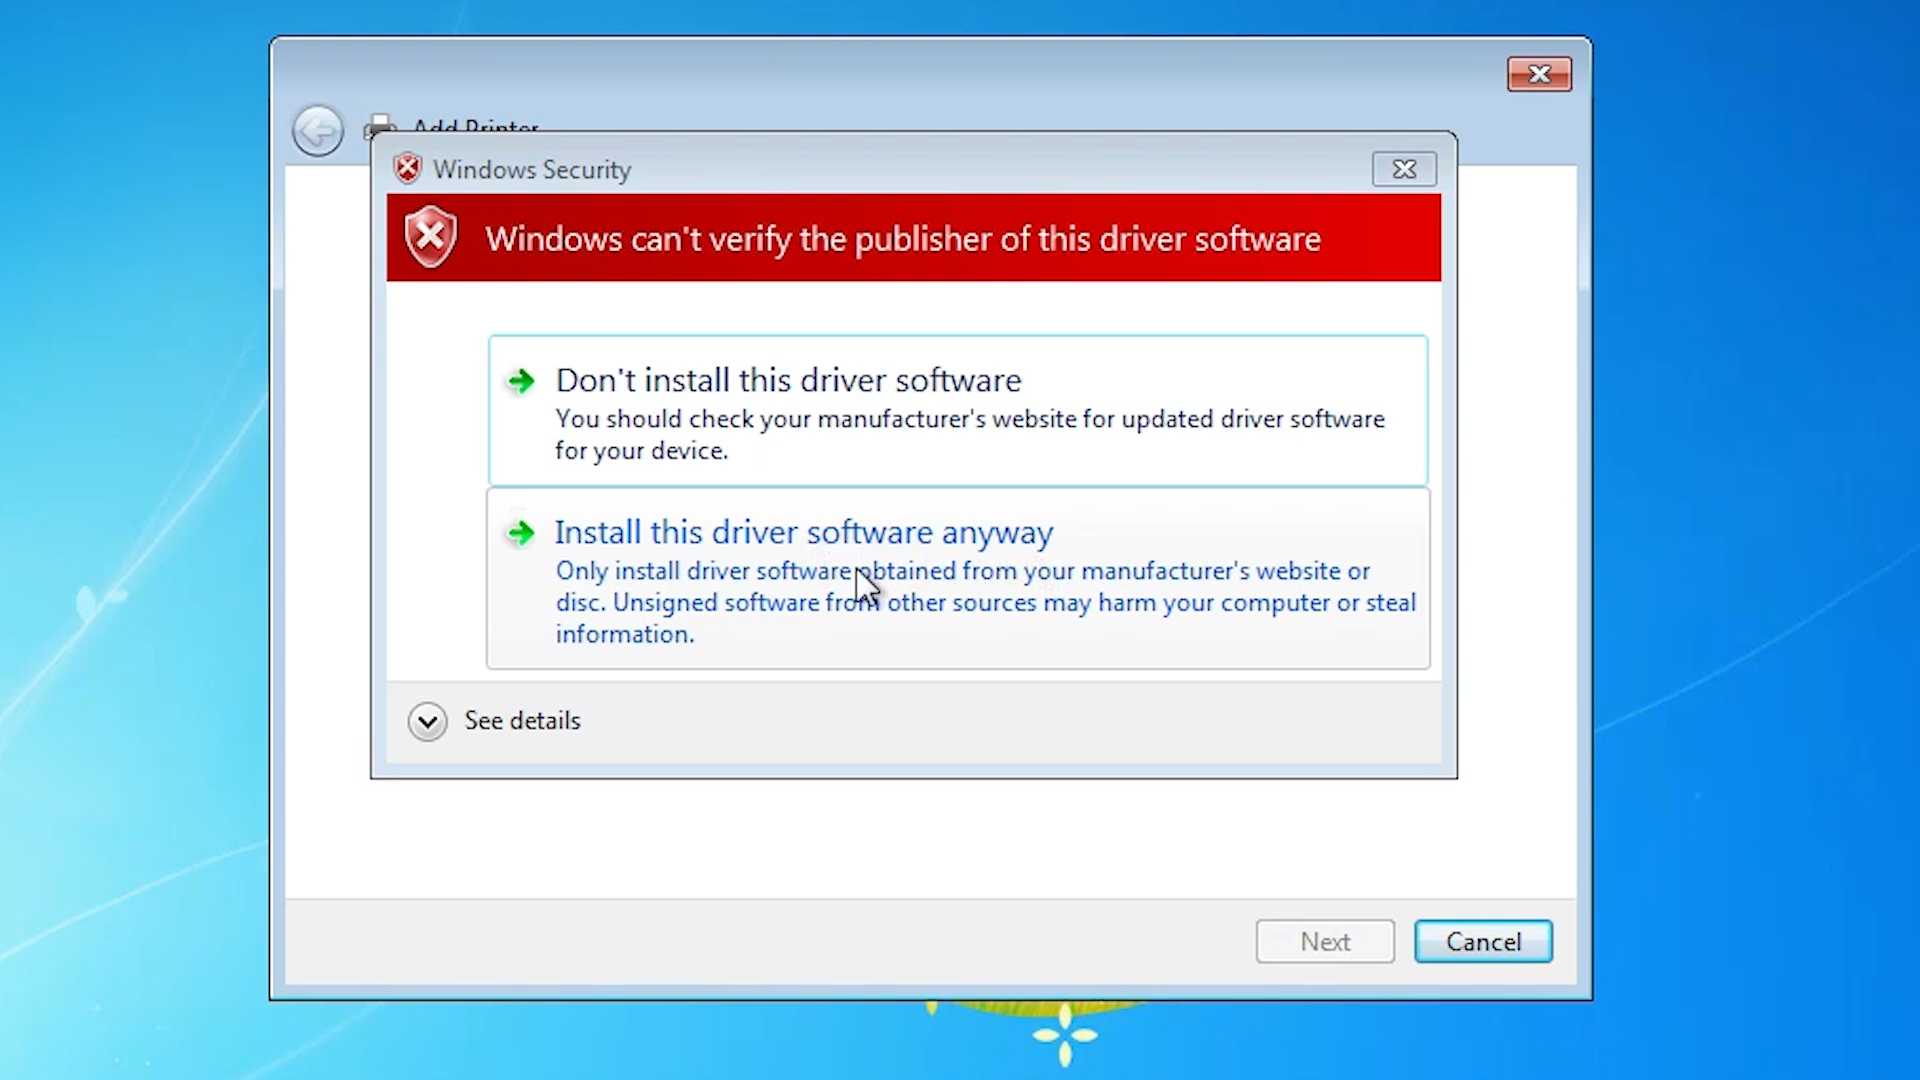 Add Printer
Windows Security
Windows can't verify the publisher of this driver software
Don't install this driver software
You should check your manufacturer's website for updated driver software
for your device.
Install this driver software anyway
Only install driver software obtained from your manufacturer's website or
disc. Unsigned software from other sources may harm your computer or steal
information.
See details
Next
Cancel